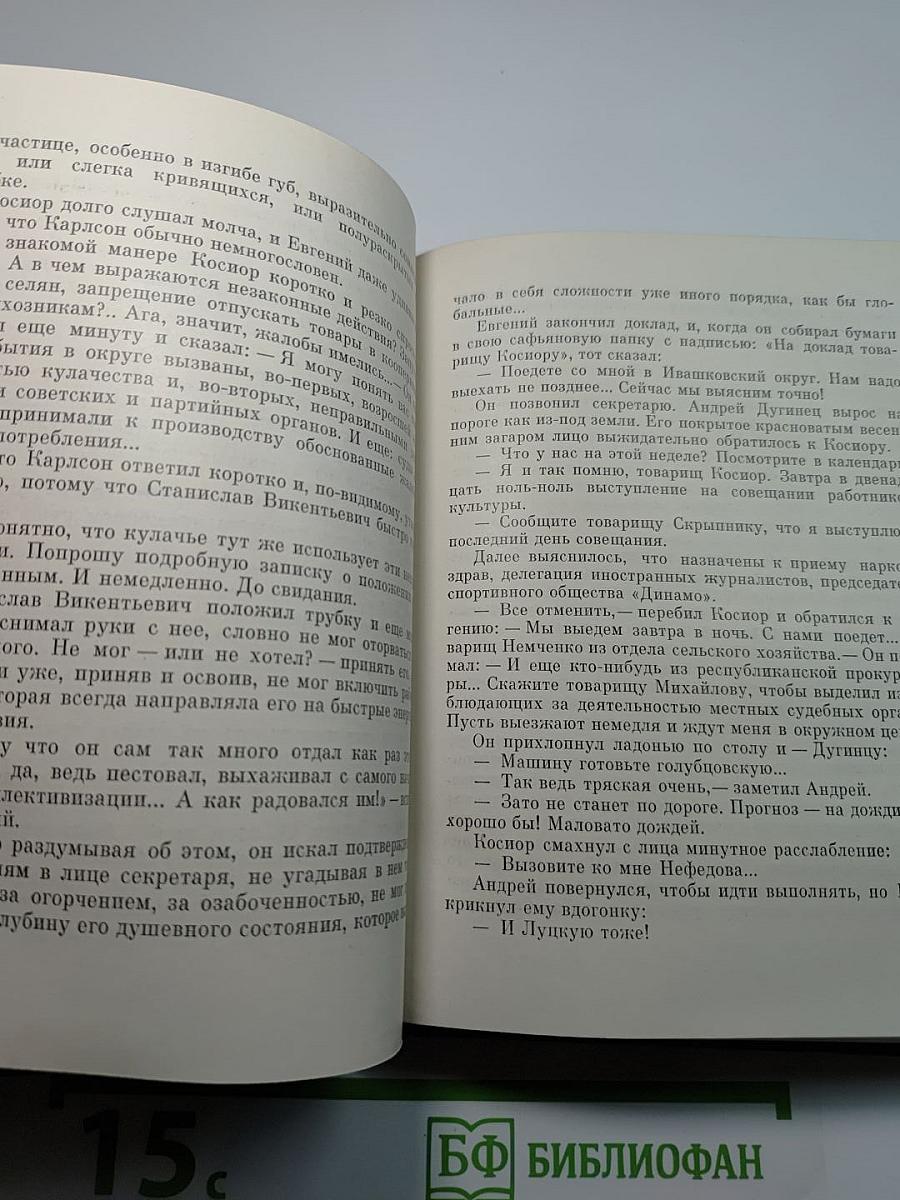 частице, особенно в изгибе губ, выразительно
или слегка кривящихся, или
ке.
осиор долго слушал молча, и Евгений даже
что Карлсон обычно немногословен.
знакомой манере Косиор коротко и резко
А в чем выражаются незаконные действия?
селян, запрещение отпускать товары в
хозникам?.. Ага, значит, жалобы имелись...—
л еще минуту и сказал: — Я могу понять вас
бытия в округе вызваны, во-первых, возросшей
тью кулачества и, во-вторых, неправильными
и советских и партийных органов. И еще:
принимали к производству обоснованные
потребления...
то Карлсон ответил коротко и, по-видимому,
о, потому что Станислав Викентьевич быстро
онятно, что кулачье тут же использует эти
и. Попрошу подробную записку о положении
нным. И немедленно. До свидания.
слав Викентьевич положил трубку и еще
снимал руки с нее, словно не мог оторваться
ного. Не мог — или не хотел? — принять его
и уже, приняв и освоив, не мог включить
торая всегда направляла его на быстрые
вия.
у что он сам так много отдал как раз
да, ведь пестовал, выхаживал с самого
лективизации... А как радовался им!» —
ий.
о раздумывая об этом, он искал
ям в лице секретаря, не угадывая в нем
за огорчением, за озабоченностью, не мог
лубину его душевного состояния, которое
чало в себя сложности уже иного порядка, как бы гло-
бальные...
Евгений закончил доклад, и, когда он собирал бумаги
в свою сафьяновую папку с надписью: «На доклад това-
рищу Косиору», тот сказал:
— Поедете со мной в Ивашковский округ. Нам надо
выехать не позднее... Сейчас мы выясним точно!
Он позвонил секретарю. Андрей Дугинец вырос на
пороге как из-под земли. Его покрытое красноватым весен-
ним загаром лицо выжидательно обратилось к Косиору.
— Что у нас на этой неделе? Посмотрите в календарь
— Я и так помню, товарищ Косиор. Завтра в двенад
цать ноль-ноль выступление на совещании работнико
культуры.
— Сообщите товарищу Скрыпнику, что я выступлю
последний день совещания.
Далее выяснилось, что назначены к приему нарко
здрав, делегация иностранных журналистов, председате
спортивного общества «Динамо».
— Все отменить,— перебил Косиор и обратился к
гению: — Мы выедем завтра в ночь. С нами поедет...
варищ Немченко из отдела сельского хозяйства.— Он п
мал: — И еще кто-нибудь из республиканской прокур
ры... Скажите товарищу Михайлову, чтобы выделил из
блюдающих за деятельностью местных судебных орга
Пусть выезжают немедля и ждут меня в окружном це
Он прихлопнул ладонью по столу и — Дугинцу:
— Машину готовьте голубцовскую...
— Так ведь тряская очень,— заметил Андрей.
— Зато не станет по дороге. Прогноз — на дожди
хорошо бы! Маловато дождей.
Косиор смахнул с лица минутное расслабление:
— Вызовите ко мне Нефедова...
Андрей повернулся, чтобы идти выполнять, но
крикнул ему вдогонку:
— И Луцкую тоже!
15 с
БФ БИБЛИОФАН